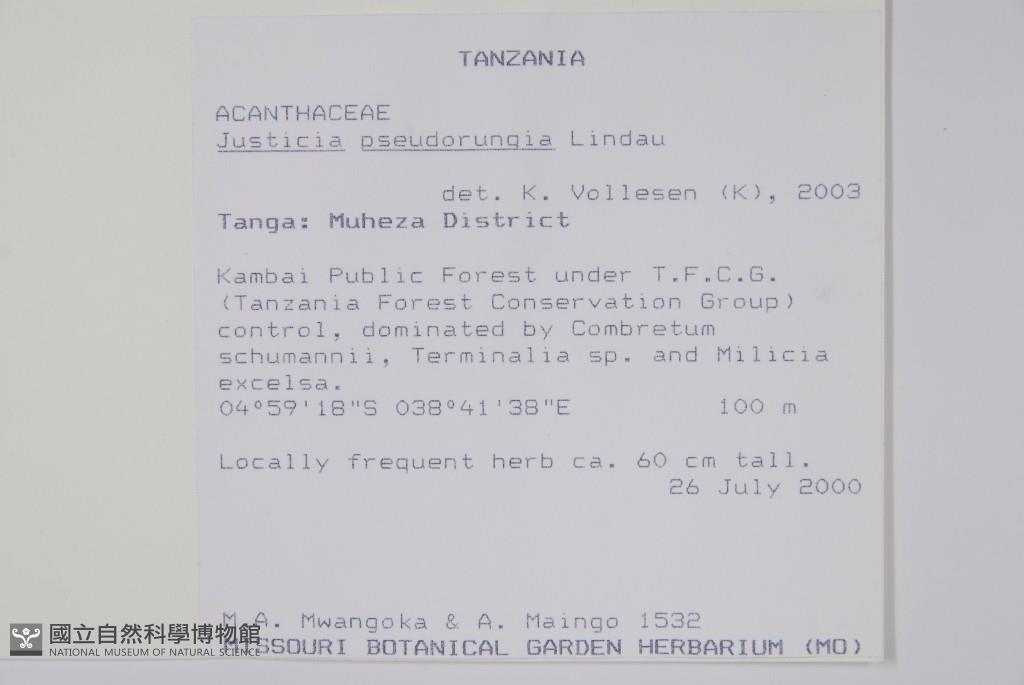 TANZANIA
ACANTHACEAE
Justicia pseudorungia Lindau
det. K. Vollesen (K), 2003
Tanga: Muheza District
Kambai Public Forest under T.F.C.G.
(Tanzania Forest Conservation Group)
control, dominated by Combretum
schumannii, Terminalia sp. and Milicia
excelsa.
04°59'18"S 038°41'38"E 100 m
Locally frequent herb ca. 60 cm tall.
26 July 2000
M.A. Mwangoka & A. Maingo 1532
MISSOURI BOTANICAL GARDEN HERBARIUM (MO)
國立自然科學博物館
NATIONAL MUSEUM OF NATURAL SCIENCE